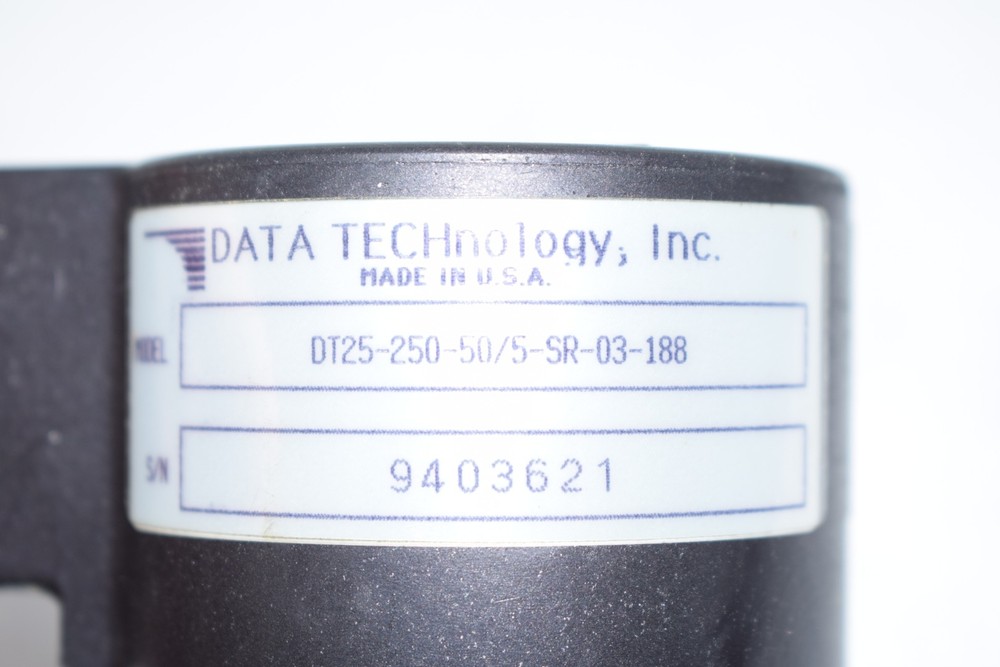 DATA TECHnology, Inc.
MADE IN U.S.A.
MODEL
DT25-250-50/5-SR-03-188
S/N
9403621